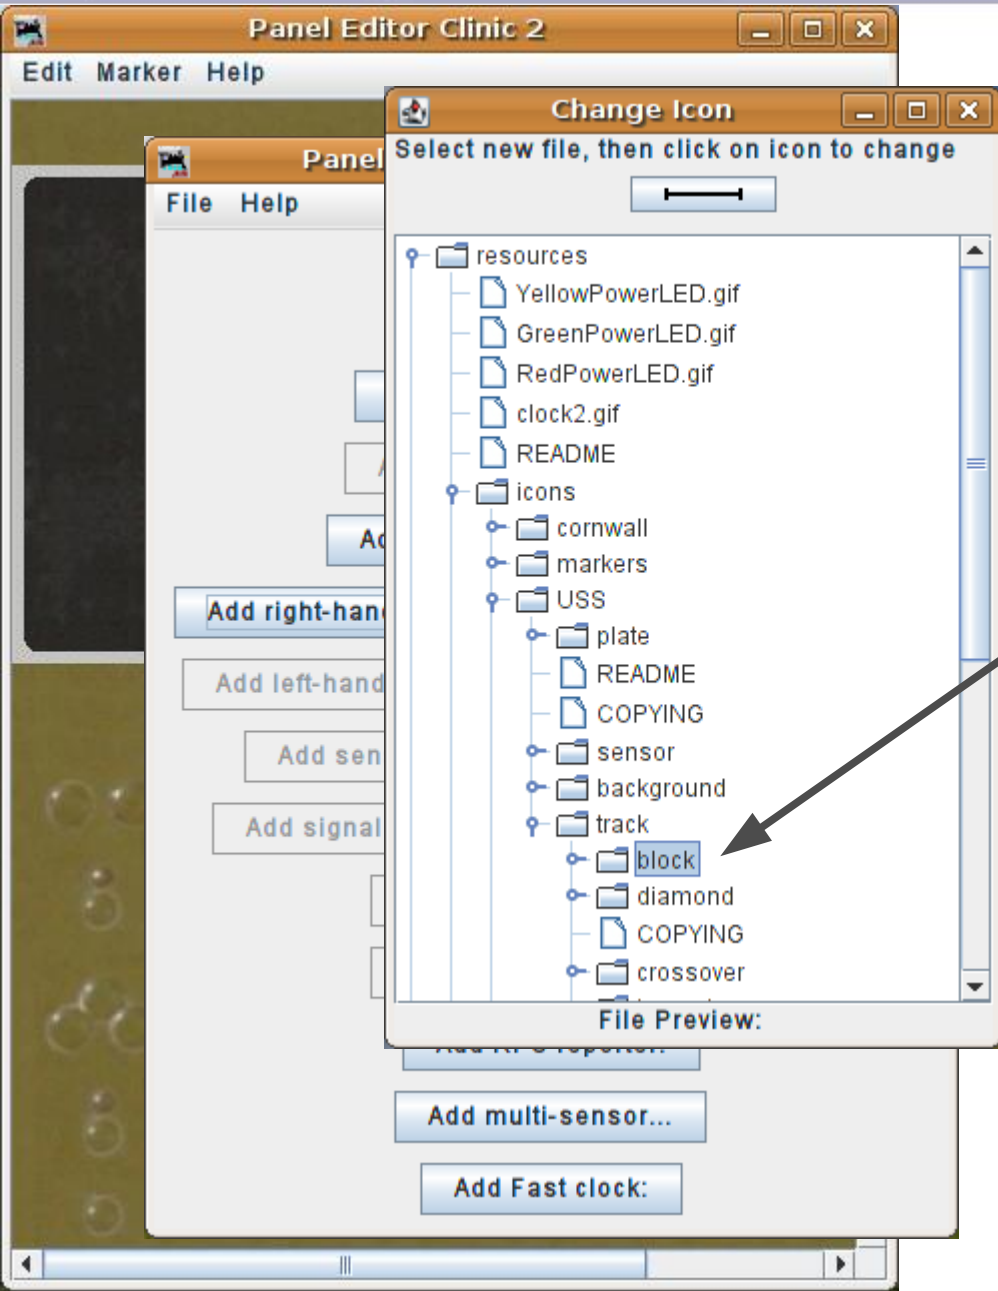 Panel Editor Clinic 2
Edit Marker Help
Change Icon
Select new file, then click on icon to change
Panel
File Help
resources
YellowPowerLED.gif
GreenPowerLED.gif
RedPowerLED.gif
clock2.gif
README
icons
cornwall
markers
USS
plate
README
COPYING
sensor
background
track
block
diamond
COPYING
crossover
File Preview:
Add right-hand
Add left-hand
Add sen
Add signal
Add multi-sensor...
Add Fast clock: